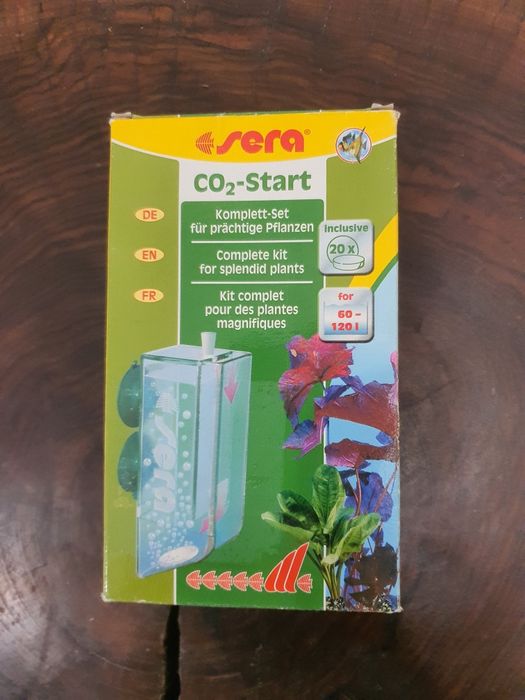 sera®
CO₂-Start
DE
Komplett-Set
für prächtige Pflanzen
inclusive
20 x
EN
Complete kit
for splendid plants
FR
Kit complet
pour des plantes
magnifiques
for
60 –
120 l
sera